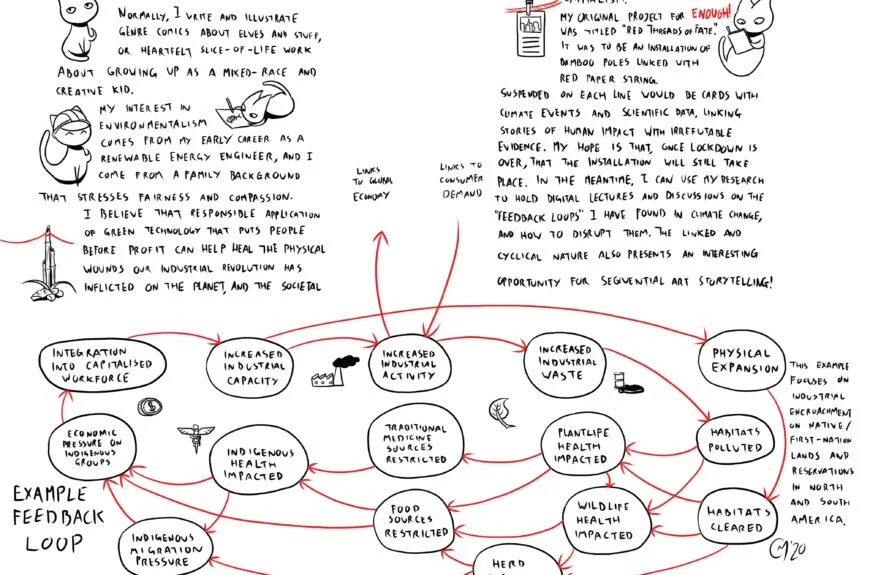 NORMALLY, I WRITE AND ILLUSTRATE
GENRE COMICS ABOUT ELVES AND STUFF,
OR HEARTFELT SLICE-OF-LIFE WORK
ABOUT GROWING UP AS A MIXED-RACE AND
CREATIVE KID.
MY INTEREST IN
ENVIRONMENTALISM
COMES FROM MY EARLY CAREER AS A
RENEWABLE ENERGY ENGINEER, AND I
COME FROM A FAMILY BACKGROUND
THAT STRESSES FAIRNESS AND COMPASSION.
I BELIEVE THAT RESPONSIBLE APPLICATION
OF GREEN TECHNOLOGY THAT PUTS PEOPLE
BEFORE PROFIT CAN HELP HEAL THE PHYSICAL
WOUNDS OUR INDUSTRIAL REVOLUTION HAS
INFLICTED ON THE PLANET, AND THE SOCIETAL
MY ORIGINAL PROJECT FOR ENOUGH!
WAS TITLED "RED THREADS OF FATE."
IT WAS TO BE AN INSTALLATION OF
BAMBOO POLES LINKED WITH
RED PAPER STRING.
SUSPENDED ON EACH LINE WOULD BE CARDS WITH
CLIMATE EVENTS AND SCIENTIFIC DATA, LINKING
STORIES OF HUMAN IMPACT WITH IRREFUTABLE
EVIDENCE. MY HOPE IS THAT, ONCE LOCKDOWN IS
OVER, THAT THE INSTALLATION WILL STILL TAKE
PLACE. IN THE MEANTIME, I CAN USE MY RESEARCH
TO HOLD DIGITAL LECTURES AND DISCUSSIONS ON THE
"FEEDBACK LOOPS" I HAVE FOUND IN CLIMATE CHANGE,
AND HOW TO DISRUPT THEM. THE LINKED AND
CYCLICAL NATURE ALSO PRESENTS AN INTERESTING
OPPORTUNITY FOR SEQUENTIAL ART STORYTELLING!
LINKS
TO GLOBAL
ECONOMY
LINKS TO
CONSUMER
DEMAND
INTEGRATION
INTO CAPITALISED
WORKFORCE
INCREASED
INDUSTRIAL
CAPACITY
INCREASED
INDUSTRIAL
ACTIVITY
INCREASED
INDUSTRIAL
WASTE
PHYSICAL
EXPANSION
THIS EXAMPLE
FOCUSES ON
INDUSTRIAL
ENCROACHMENT
ON NATIVE/
FIRST-NATION
LANDS AND
RESERVATIONS
IN NORTH
AND SOUTH
AMERICA.
ECONOMIC
PRESSURE ON
INDIGENOUS
GROUPS
INDIGENOUS
HEALTH
IMPACTED
TRADITIONAL
MEDICINE
SOURCES
RESTRICTED
PLANTLIFE
HEALTH
IMPACTED
HABITATS
POLLUTED
EXAMPLE
FEEDBACK
LOOP
INDIGENOUS
MIGRATION
PRESSURE
FOOD
SOURCES
RESTRICTED
WILDLIFE
HEALTH
IMPACTED
HABITATS
CLEARED
HERD
'20